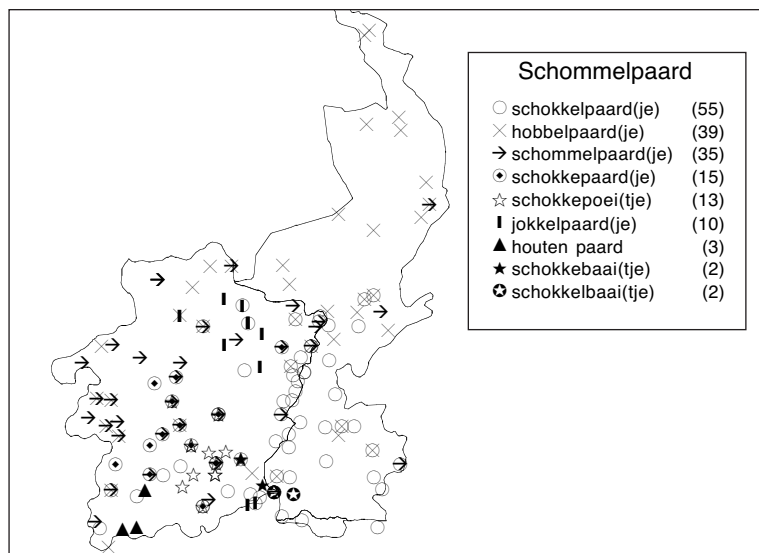 Schommelpaard
schokkelpaard(je) (55)
hobbelpaard(je) (39)
schommelpaard(je) (35)
schokkepaard(je) (15)
schokkepoei(tje) (13)
jokkelpaard(je) (10)
houten paard (3)
schokkebaai(tje) (2)
schokkelbaai(tje) (2)